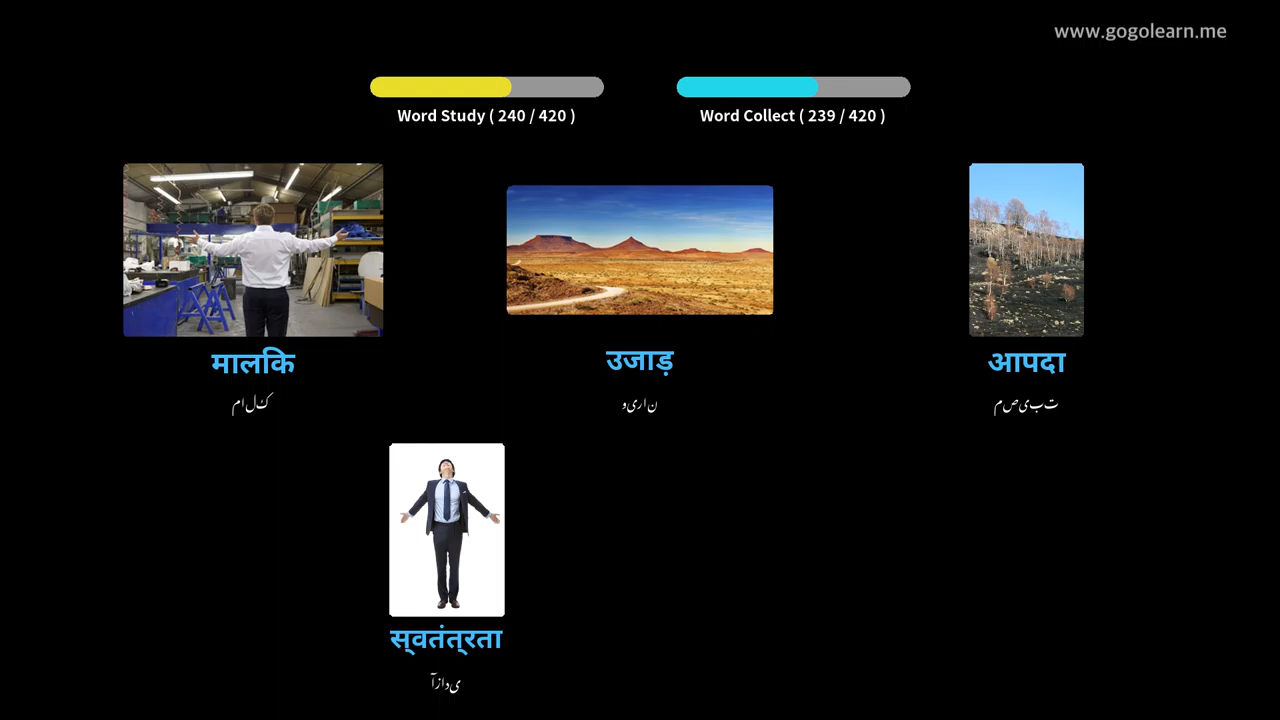 www.gogolearn.me
Word Study ( 240 / 420 )
Word Collect ( 239 / 420 )
मालकि
उजाड़
आपदा
مالک
ویران
مصیبت
स्वतंत्रता
آزادی